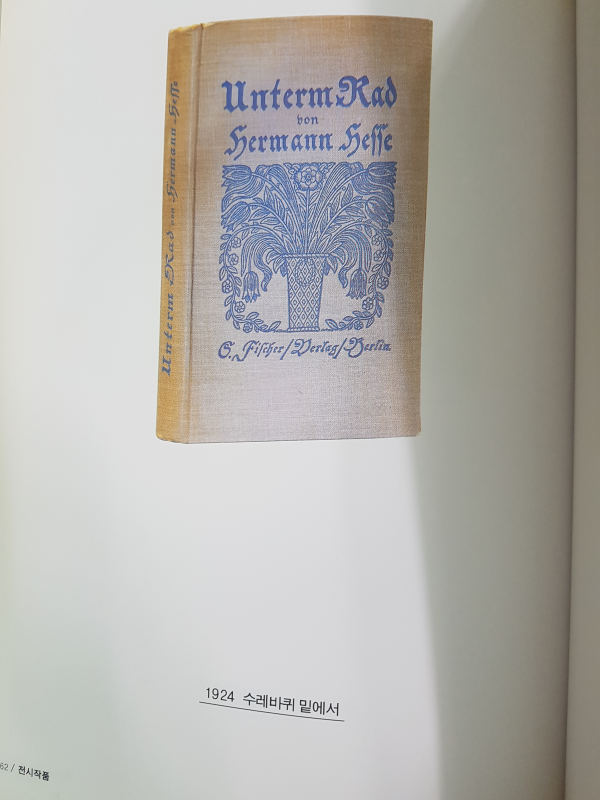 Unterm Rad
von
Hermann Hesse
S. Fischer/Verlag/Berlin
Unterm Rad von Hermann Hesse
1924 수레바퀴 밑에서
62 / 전시작품